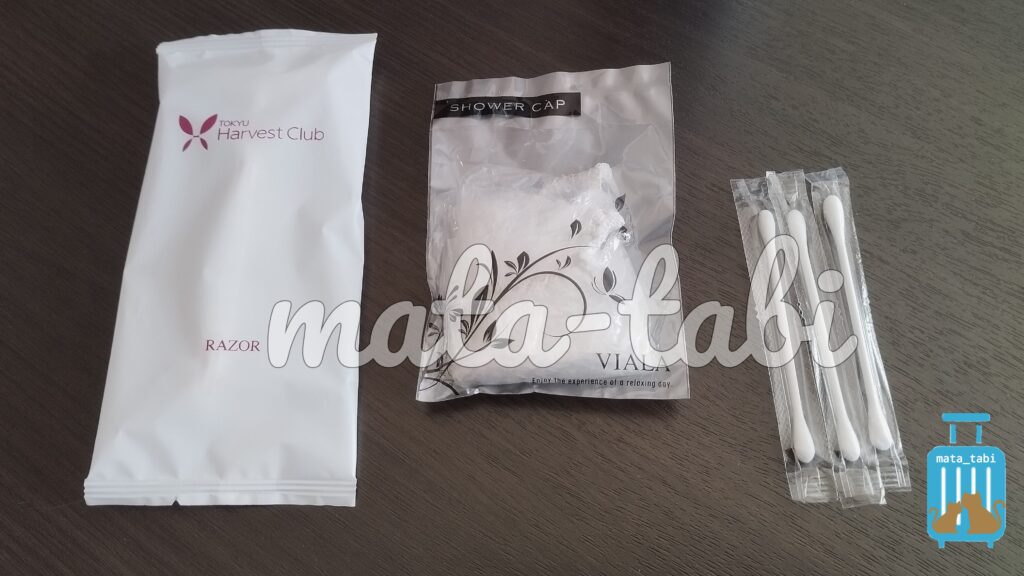 TOKYU
Harvest Club
RAZOR
SHOWER CAP
VIALA
Enjoy the experience of a relaxing day
mata-tabi
mata_tabi